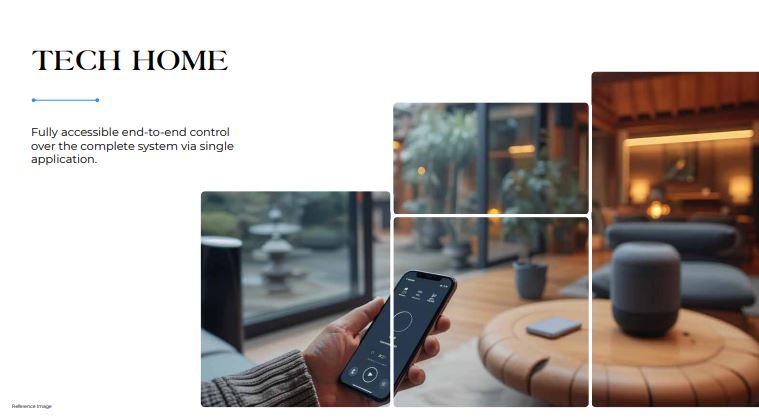 TECH HOME
Fully accessible end-to-end control
over the complete system via single
application.
Reference Image